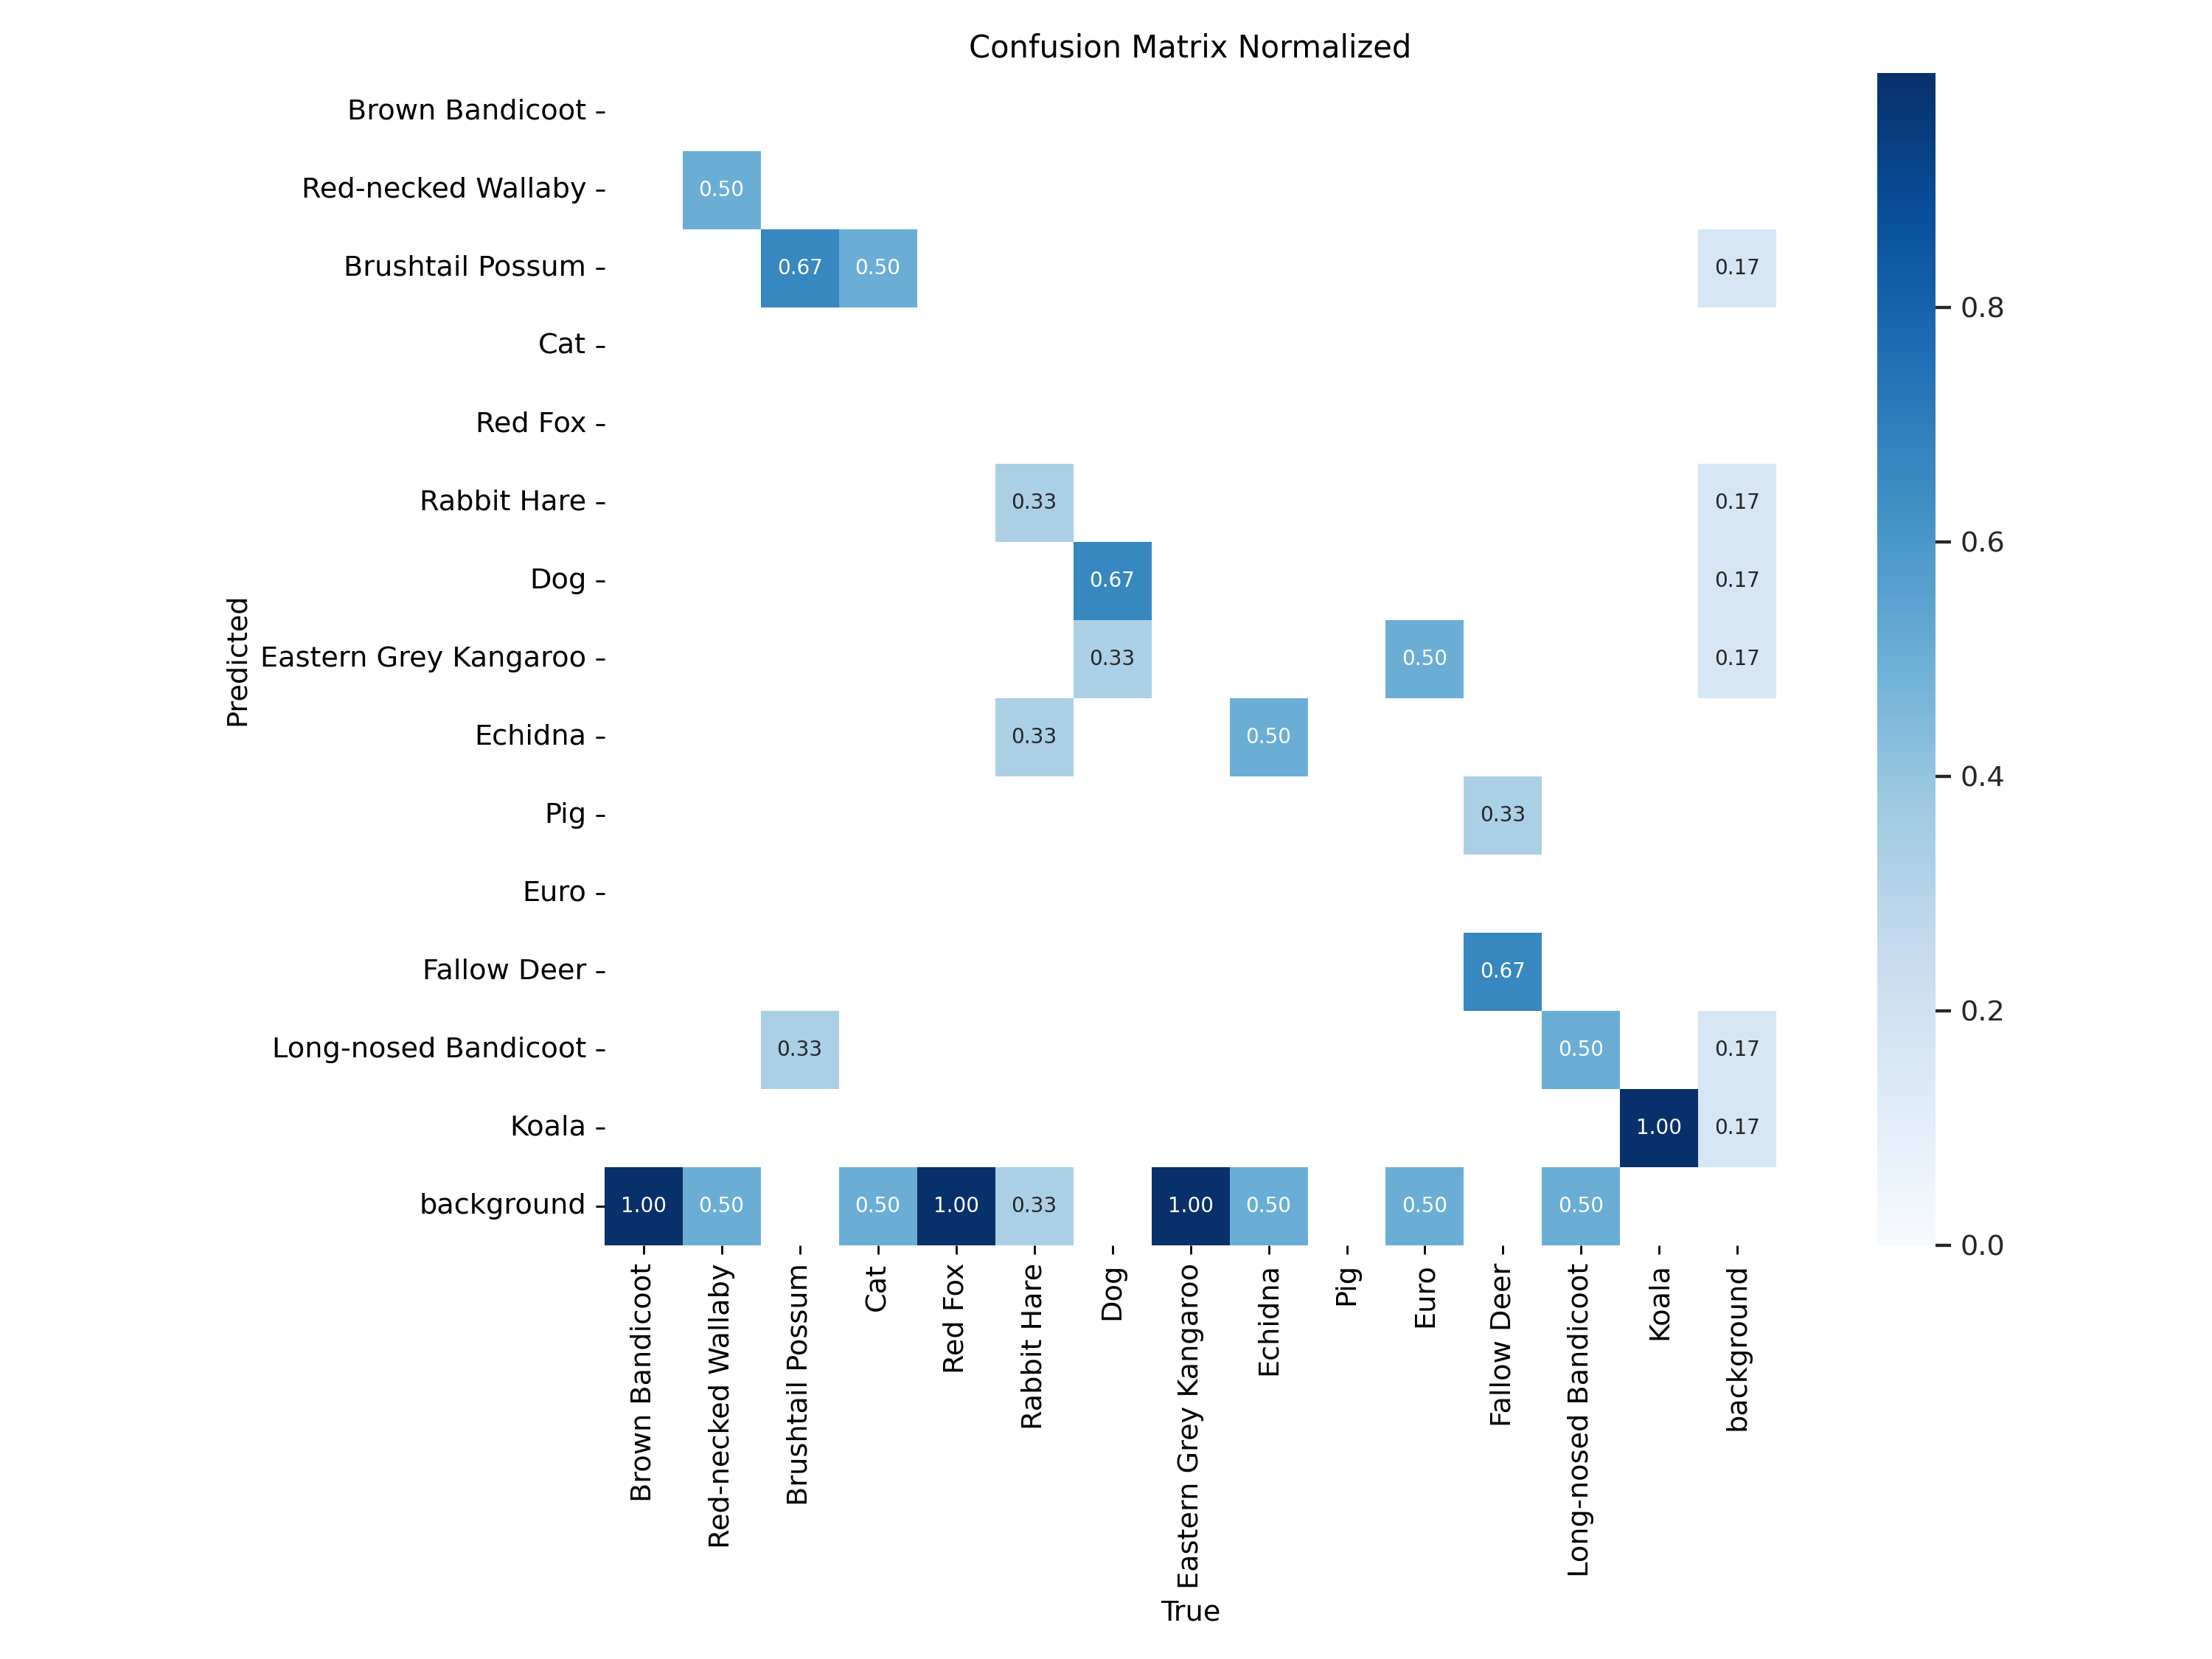 Confusion Matrix Normalized
Brown Bandicoot
Red-necked Wallaby
0.50
Brushtail Possum
0.67 0.50 0.17
0.8
Cat
Red Fox
Rabbit Hare
0.33 0.17
0.6
Dog
0.67 0.17
Predicted
Eastern Grey Kangaroo
0.33 0.50 0.17
Echidna
0.33 0.50
0.4
Pig
0.33
Euro
Fallow Deer
0.67
0.2
Long-nosed Bandicoot
0.33 0.50 0.17
Koala
1.00 0.17
background
1.00 0.50 0.50 1.00 0.33 1.00 0.50 0.50 0.50
0.0
Brown Bandicoot
Red-necked Wallaby
Brushtail Possum
Cat
Red Fox
Rabbit Hare
Dog
Eastern Grey Kangaroo
Echidna
Pig
Euro
Fallow Deer
Long-nosed Bandicoot
Koala
background
True